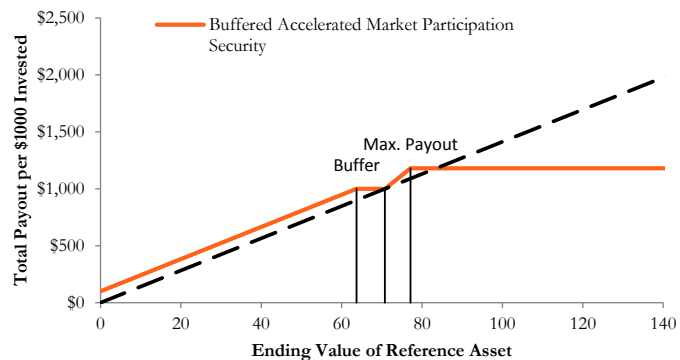 $2,500
Buffered Accelerated Market Participation
Security
$2,000
$1,500
Max. Payout
Buffer
$1,000
$500
$0
Total Payout per $1000 Invested
0 20 40 60 80 100 120 140
Ending Value of Reference Asset